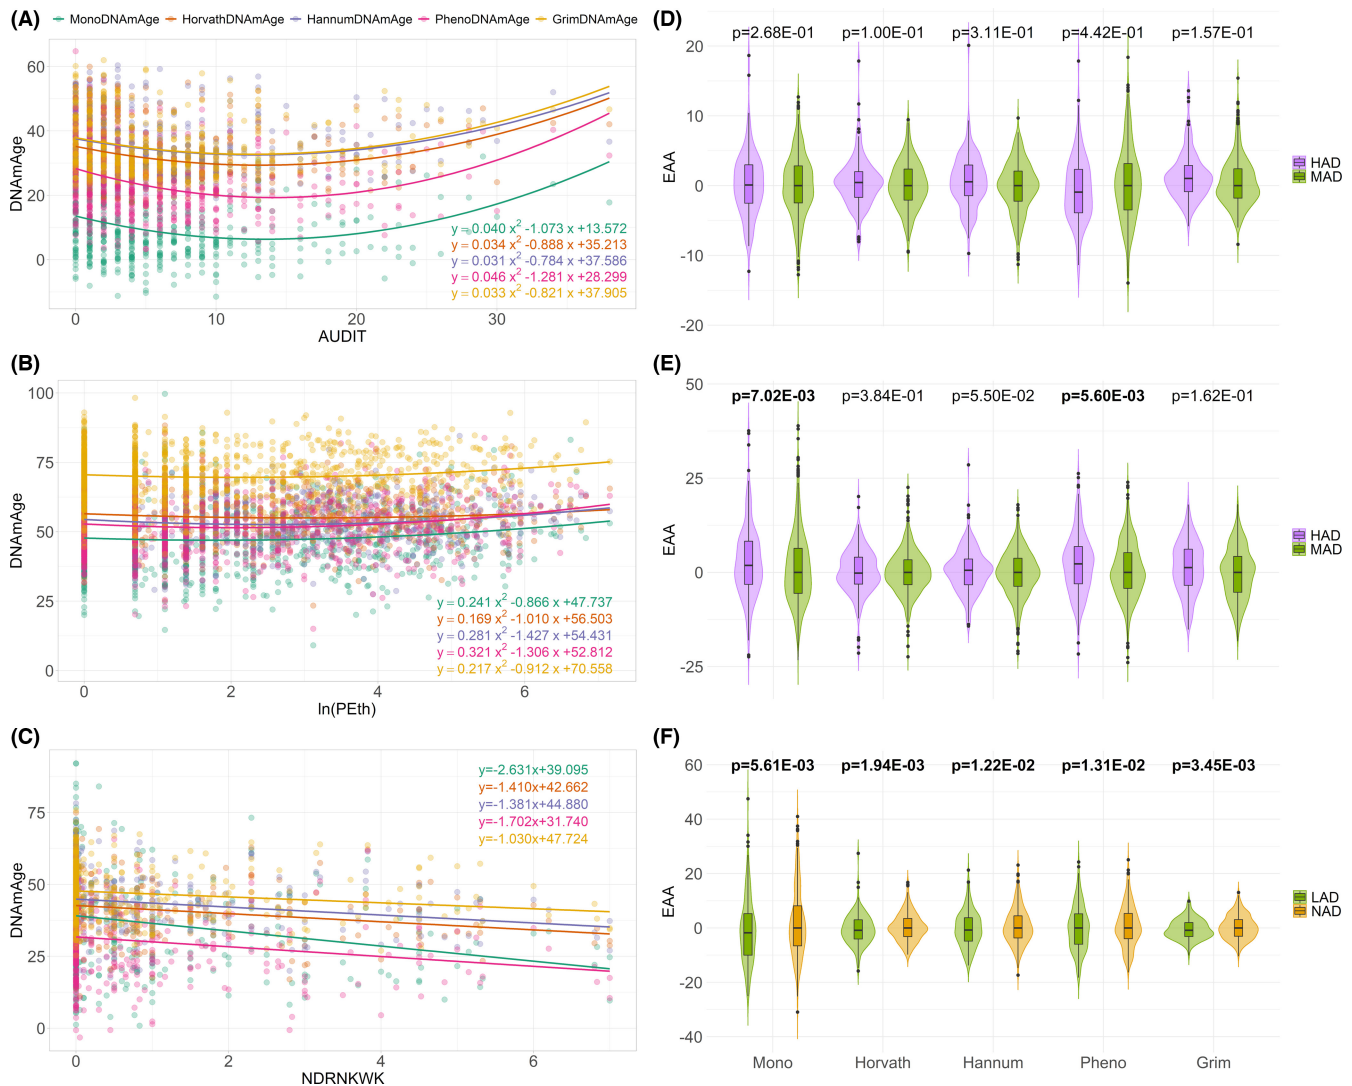 (A)
MonoDNAmAge HorvathDNAmAge HannumDNAmAge PhenoDNAmAge GrimDNAmAge
DNAmAge
60
40
20
0
y = 0.040 x² -1.073 x +13.572
y = 0.034 x² -0.888 x +35.213
y = 0.031 x² -0.784 x +37.586
y = 0.046 x² -1.281 x +28.299
y = 0.033 x² -0.821 x +37.905
0 10 20 30
AUDIT
(D)
p=2.68E-01 p=1.00E-01 p=3.11E-01 p=4.42E-01 p=1.57E-01
EAA
20
10
0
-10
-20
HAD
MAD
(B)
DNAmAge
100
75
50
25
0
y = 0.241 x² -0.866 x +47.737
y = 0.169 x² -1.010 x +56.503
y = 0.281 x² -1.427 x +54.431
y = 0.321 x² -1.306 x +52.812
y = 0.217 x² -0.912 x +70.558
0 2 4 6
ln(PEth)
(E)
p=7.02E-03 p=3.84E-01 p=5.50E-02 p=5.60E-03 p=1.62E-01
EAA
50
25
0
-25
HAD
MAD
(C)
DNAmAge
75
50
25
0
y=-2.631x+39.095
y=-1.410x+42.662
y=-1.381x+44.880
y=-1.702x+31.740
y=-1.030x+47.724
0 2 4 6
NDRNKWK
(F)
p=5.61E-03 p=1.94E-03 p=1.22E-02 p=1.31E-02 p=3.45E-03
EAA
60
40
20
0
-20
-40
LAD
NAD
Mono Horvath Hannum Pheno Grim